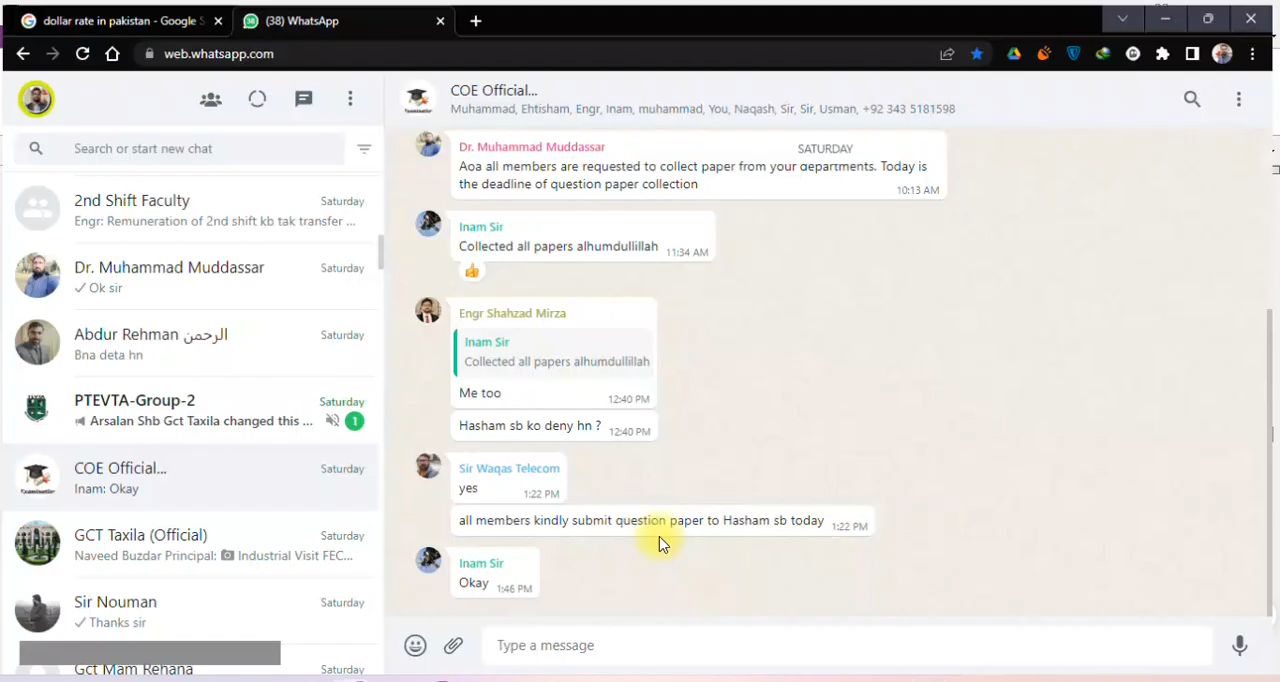 dollar rate in pakistan - Google S
(38) WhatsApp
web.whatsapp.com
Search or start new chat
2nd Shift Faculty
Saturday
Engr: Remuneration of 2nd shift kb tak transfer ...
Dr. Muhammad Muddassar
Saturday
Ok sir
Abdur Rehman الرحمن
Saturday
Bna deta hn
PTEVTA-Group-2
Saturday
Arsalan Shb Gct Taxila changed this ...
1
COE Official...
Saturday
Inam: Okay
GCT Taxila (Official)
Saturday
Naveed Buzdar Principal: Industrial Visit FEC...
Sir Nouman
Saturday
Thanks sir
Gct Mam Rehana
Saturday
COE Official...
Muhammad, Ehtisham, Engr, Inam, muhammad, You, Naqash, Sir, Sir, Usman, +92 343 5181598
SATURDAY
Dr. Muhammad Muddassar
Aoa all members are requested to collect paper from your departments. Today is
the deadline of question paper collection
10:13 AM
Inam Sir
Collected all papers alhumdullillah
11:34 AM
Engr Shahzad Mirza
Inam Sir
Collected all papers alhumdullillah
Me too
12:40 PM
Hasham sb ko deny hn ?
12:40 PM
Sir Waqas Telecom
yes
1:22 PM
all members kindly submit question paper to Hasham sb today
1:22 PM
Inam Sir
Okay
1:46 PM
Type a message